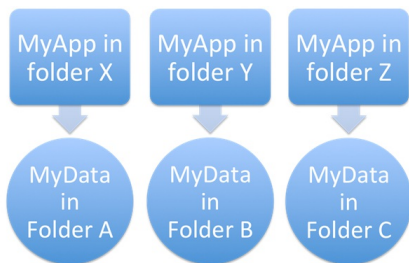 MyApp in
folder X
MyApp in
folder Y
MyApp in
folder Z
MyData
in
Folder A
MyData
in
Folder B
MyData
in
Folder C